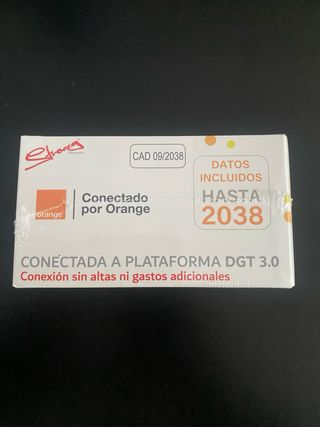 CAD 09/2038
DATOS
INCLUIDOS
HASTA
2038
orange
Conectado
por Orange
CONECTADA A PLATAFORMA DGT 3.0
Conexión sin altas ni gastos adicionales